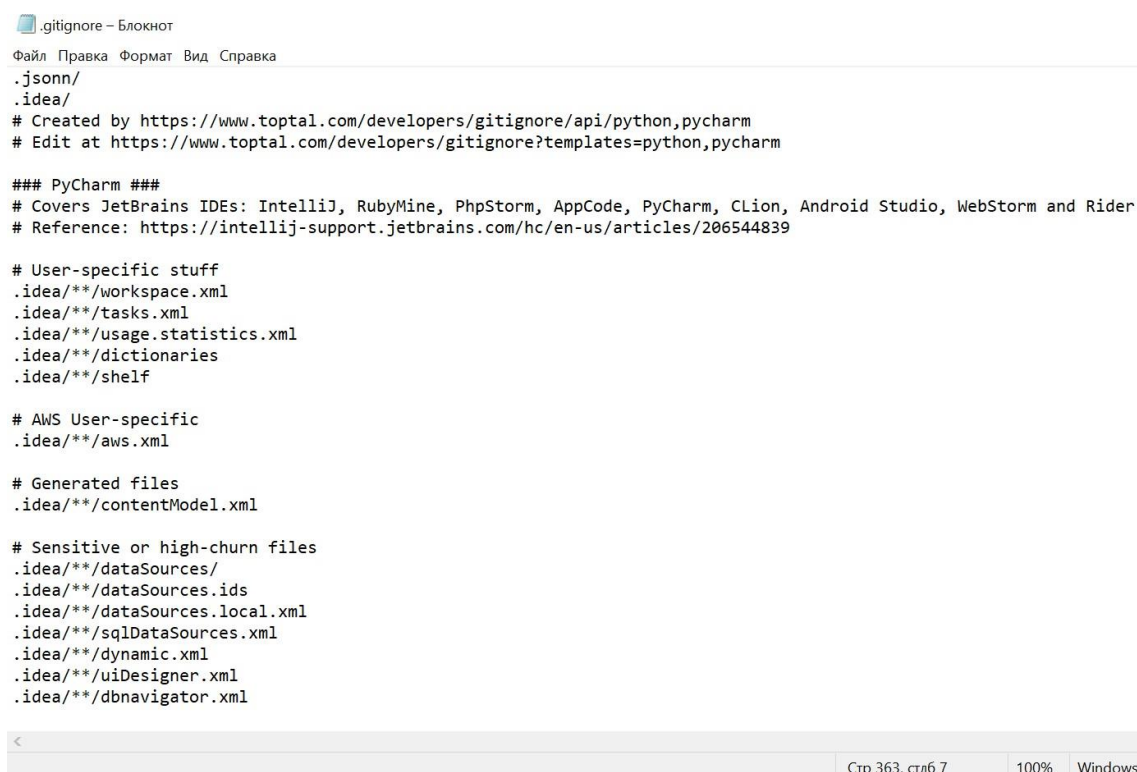 .gitignore – Блокнот
Файл Правка Формат Вид Справка
.jsonn/
.idea/
# Created by https://www.toptal.com/developers/gitignore/api/python,pycharm
# Edit at https://www.toptal.com/developers/gitignore?templates=python,pycharm
### PyCharm ###
# Covers JetBrains IDEs: IntelliJ, RubyMine, PhpStorm, AppCode, PyCharm, CLion, Android Studio, WebStorm and Rider
# Reference: https://intellij-support.jetbrains.com/hc/en-us/articles/206544839
# User-specific stuff
.idea/**/workspace.xml
.idea/**/tasks.xml
.idea/**/usage.statistics.xml
.idea/**/dictionaries
.idea/**/shelf
# AWS User-specific
.idea/**/aws.xml
# Generated files
.idea/**/contentModel.xml
# Sensitive or high-churn files
.idea/**/dataSources/
.idea/**/dataSources.ids
.idea/**/dataSources.local.xml
.idea/**/sqlDataSources.xml
.idea/**/dynamic.xml
.idea/**/uiDesigner.xml
.idea/**/dbnavigator.xml
Стр 363, стлб 7 100% Windows